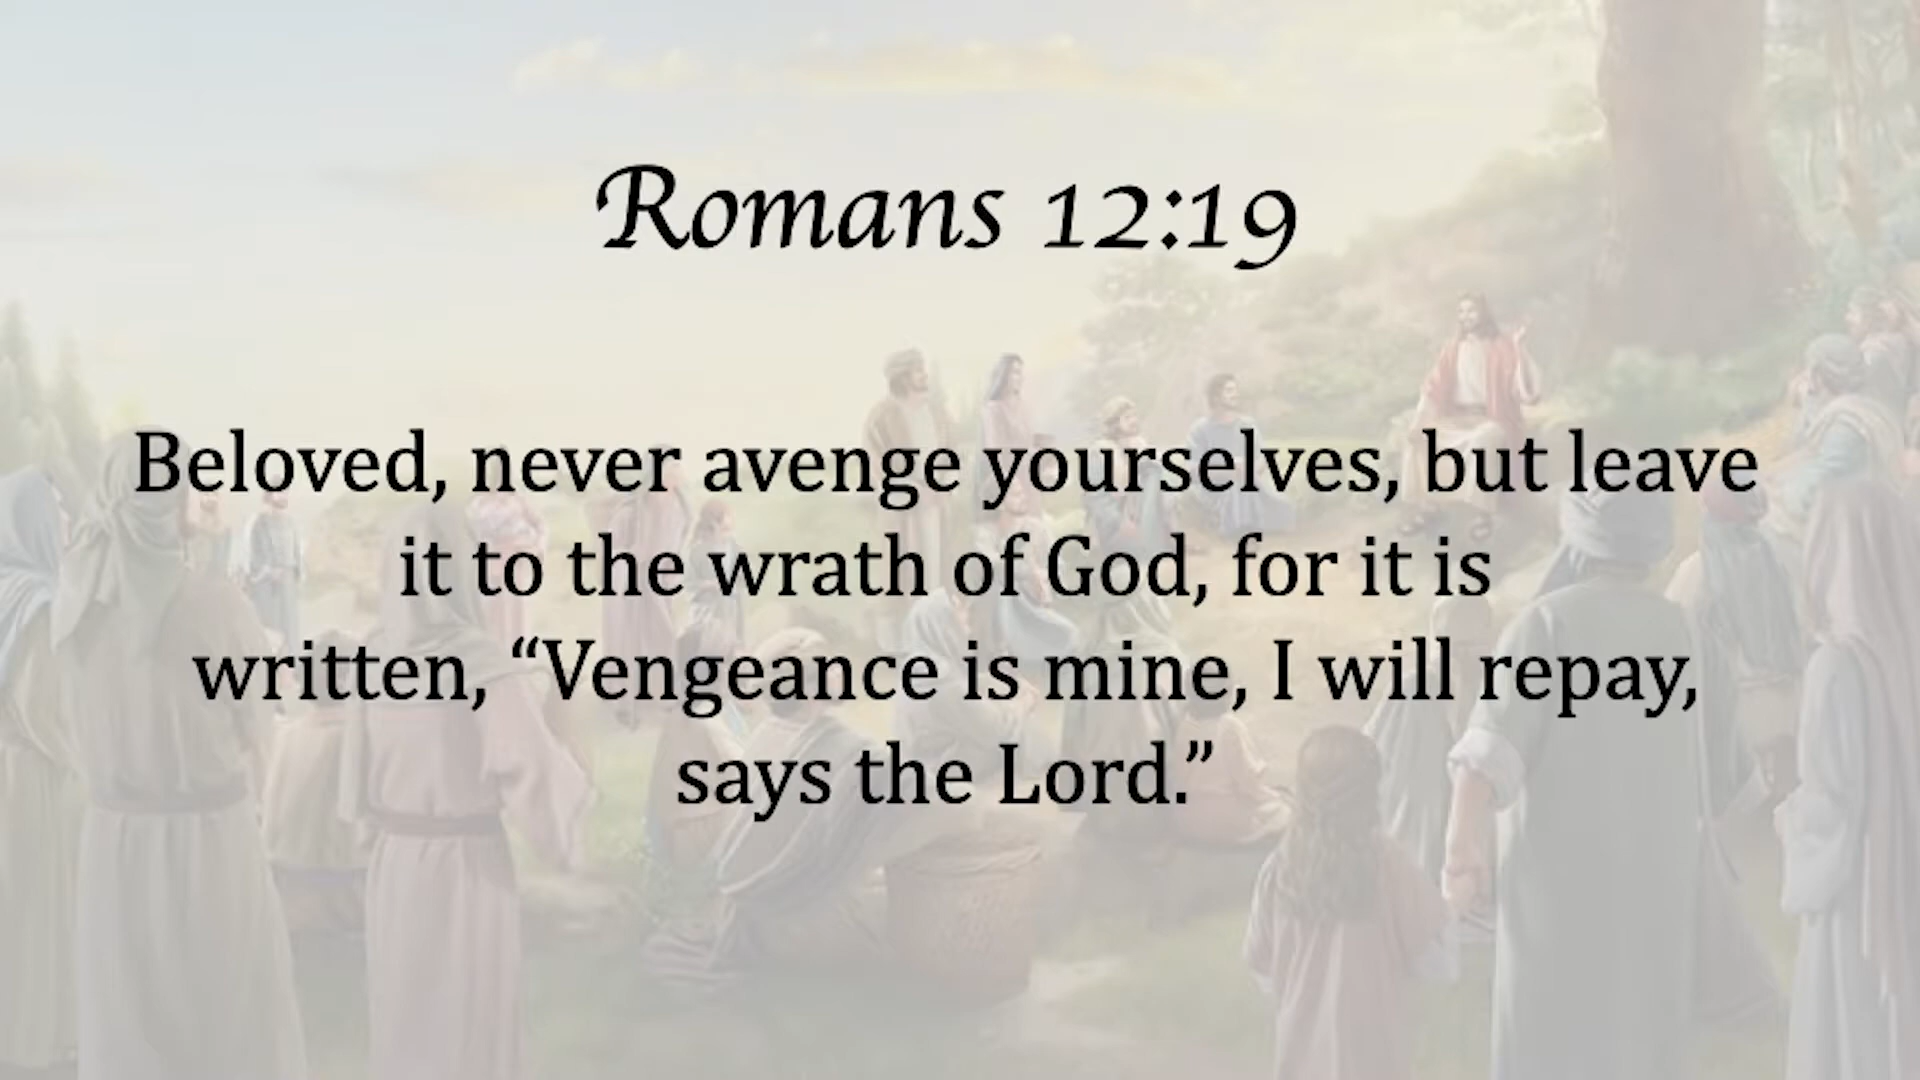 Romans 12:19
Beloved, never avenge yourselves, but leave
it to the wrath of God, for it is
written, “Vengeance is mine, I will repay,
says the Lord.”